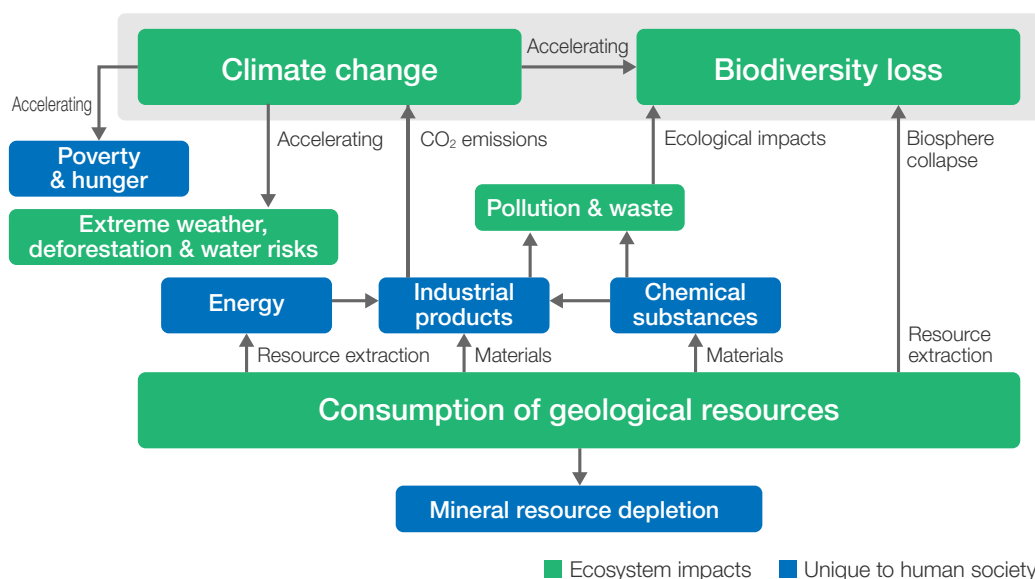 Climate change
Accelerating
Biodiversity loss
Accelerating
Accelerating
CO₂ emissions
Ecological impacts
Biosphere
collapse
Poverty
& hunger
Pollution & waste
Extreme weather,
deforestation & water risks
Energy
Industrial
products
Chemical
substances
Resource extraction
Materials
Materials
Resource
extraction
Consumption of geological resources
Mineral resource depletion
Ecosystem impacts
Unique to human society